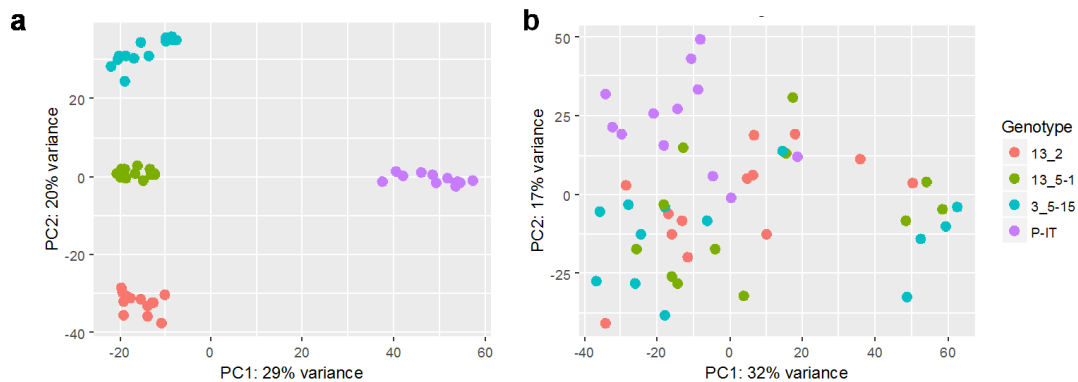 a
b
20
0
-20
-40
-20
0
20
40
60
PC2: 20% variance
PC1: 29% variance
50
25
0
-25
-40
-20
0
20
40
60
PC2: 17% variance
PC1: 32% variance
Genotype
13_2
13_5-1
3_5-15
P-IT